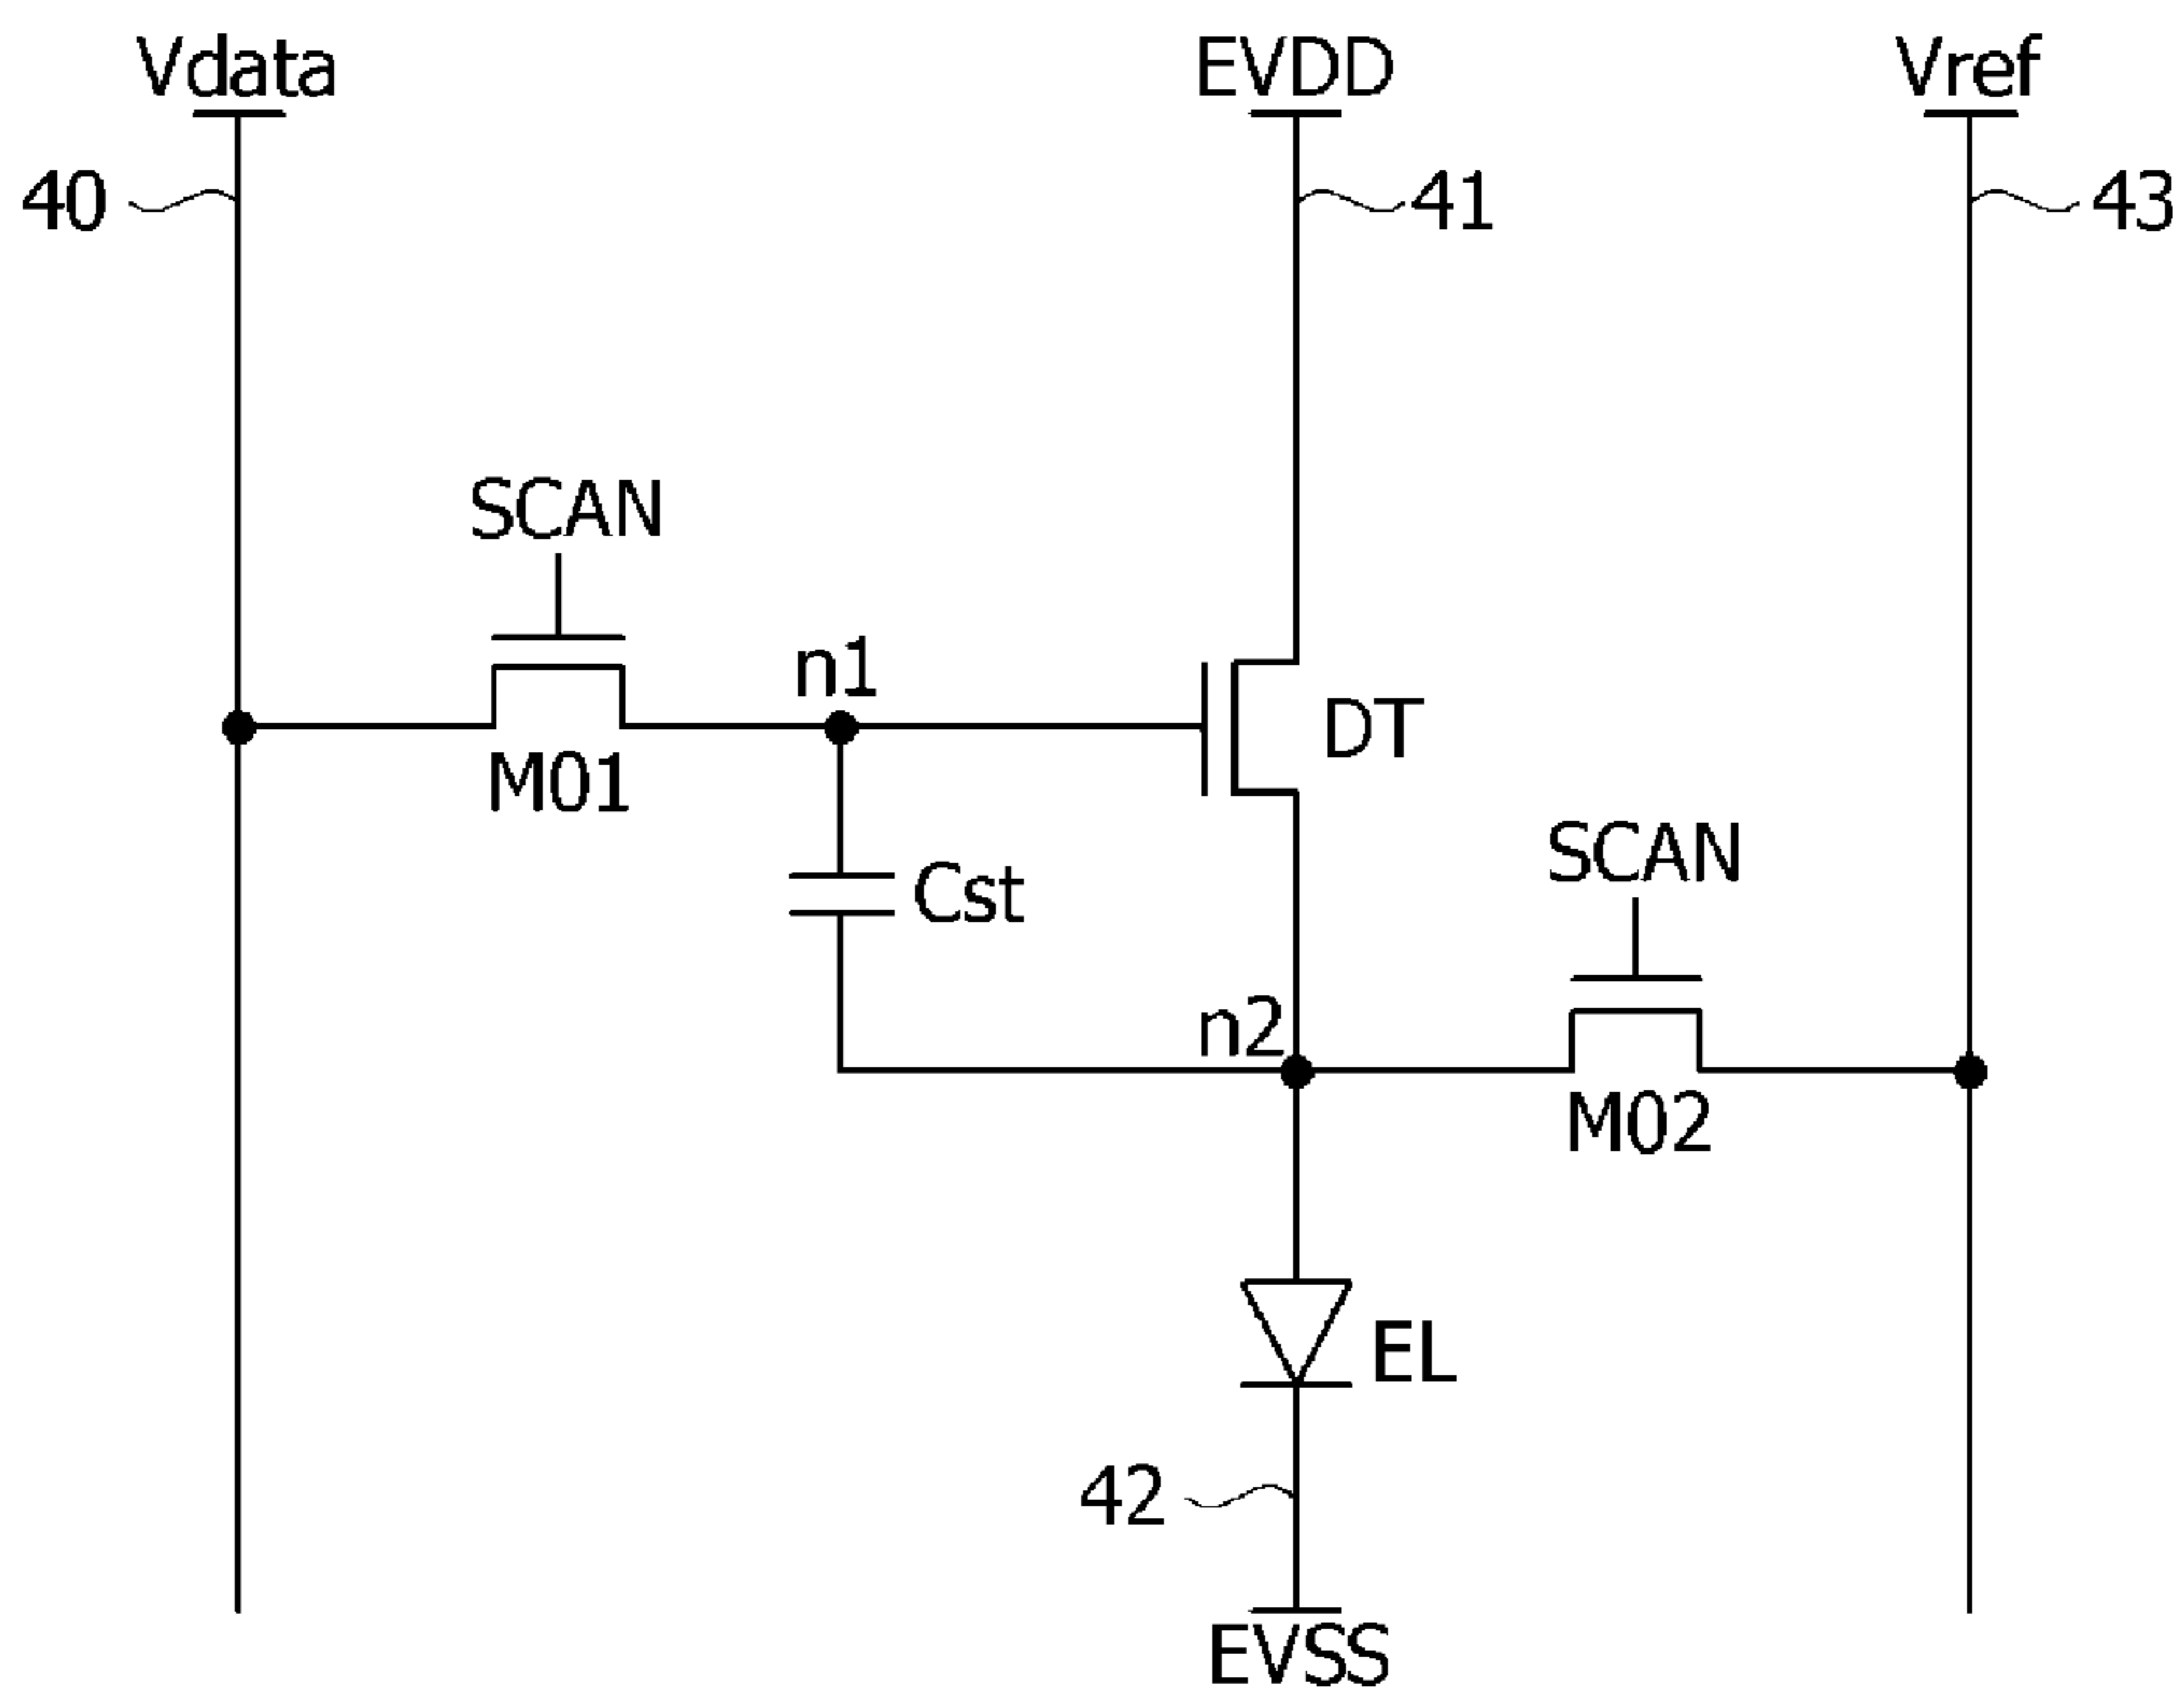 Vdata
EVDD
Vref
40
41
43
SCAN
n1
DT
M01
SCAN
Cst
n2
M02
EL
42
EVSS